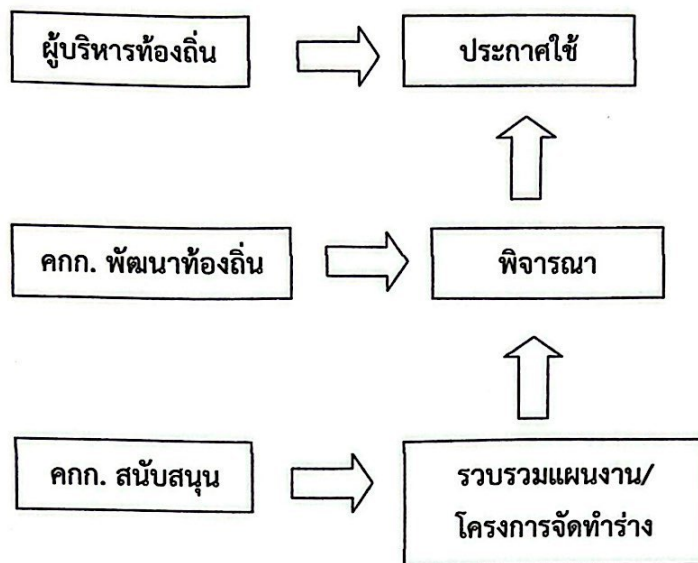 ผู้บริหารท้องถิ่น
ประกาศใช้
คกก. พัฒนาท้องถิ่น
พิจารณา
คกก. สนับสนุน
รวบรวมแผนงาน/
โครงการจัดทำร่าง